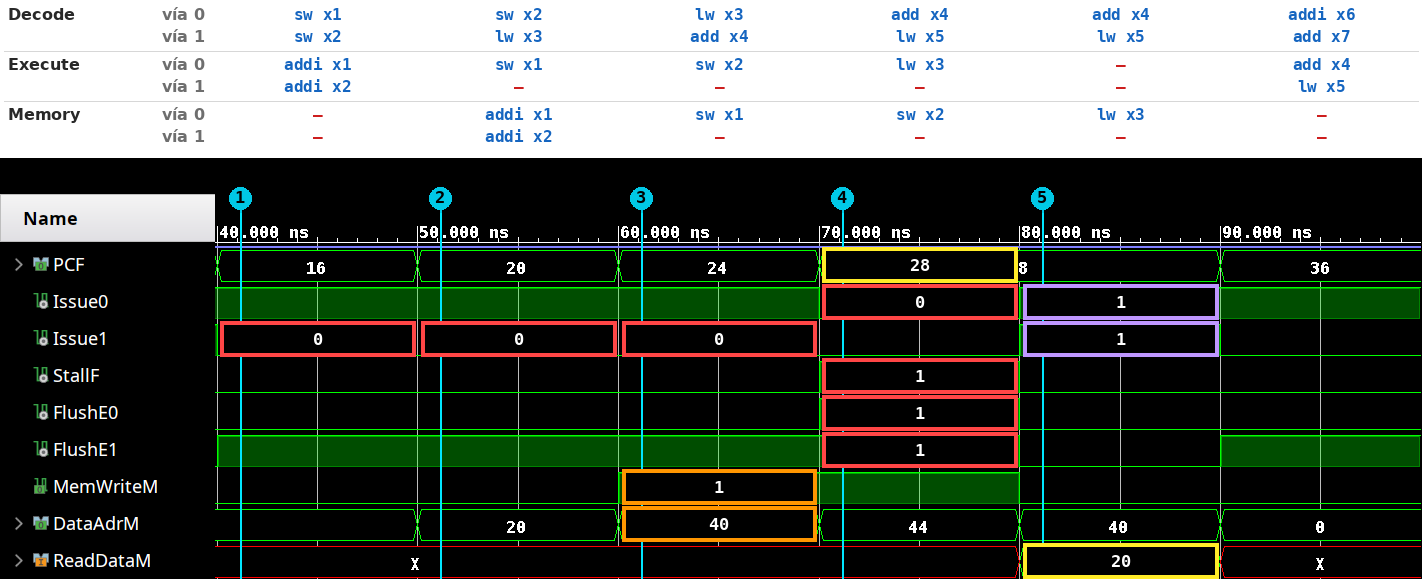 Decode vía 0 sw x1 sw x2 lw x3 add x4 add x4 addi x6
vía 1 sw x2 lw x3 add x4 lw x5 lw x5 add x7
Execute vía 0 addi x1 sw x1 sw x2 lw x3 – add x4
vía 1 addi x2 – – – – lw x5
Memory vía 0 – addi x1 sw x1 sw x2 lw x3 –
vía 1 – addi x2 – – – –
1 2 3 4 5
Name
40.000 ns 50.000 ns 60.000 ns 70.000 ns 80.000 ns 90.000 ns
PCF 16 20 24 28 8 36
Issue0 0 1
Issue1 0 0 0 1
StallF 1
FlushE0 1
FlushE1 1
MemWriteM 1
DataAdrM 20 40 44 40 0
ReadDataM X 20 X